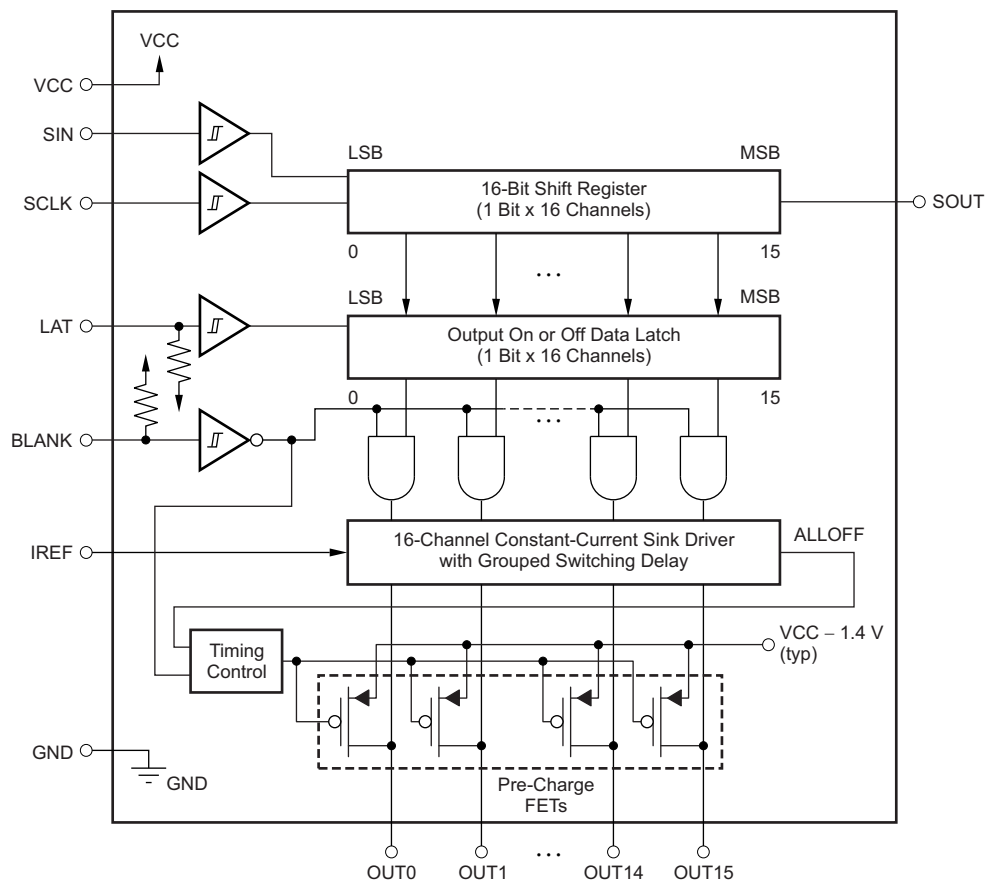 VCC
VCC
SIN
LSB
MSB
16-Bit Shift Register
(1 Bit x 16 Channels)
SCLK
SOUT
0
15
...
LSB
MSB
LAT
Output On or Off Data Latch
(1 Bit x 16 Channels)
0
15
...
BLANK
16-Channel Constant-Current Sink Driver
with Grouped Switching Delay
ALLOFF
IREF
VCC – 1.4 V
(typ)
Timing
Control
GND
GND
Pre-Charge
FETs
OUT0
OUT1
...
OUT14
OUT15